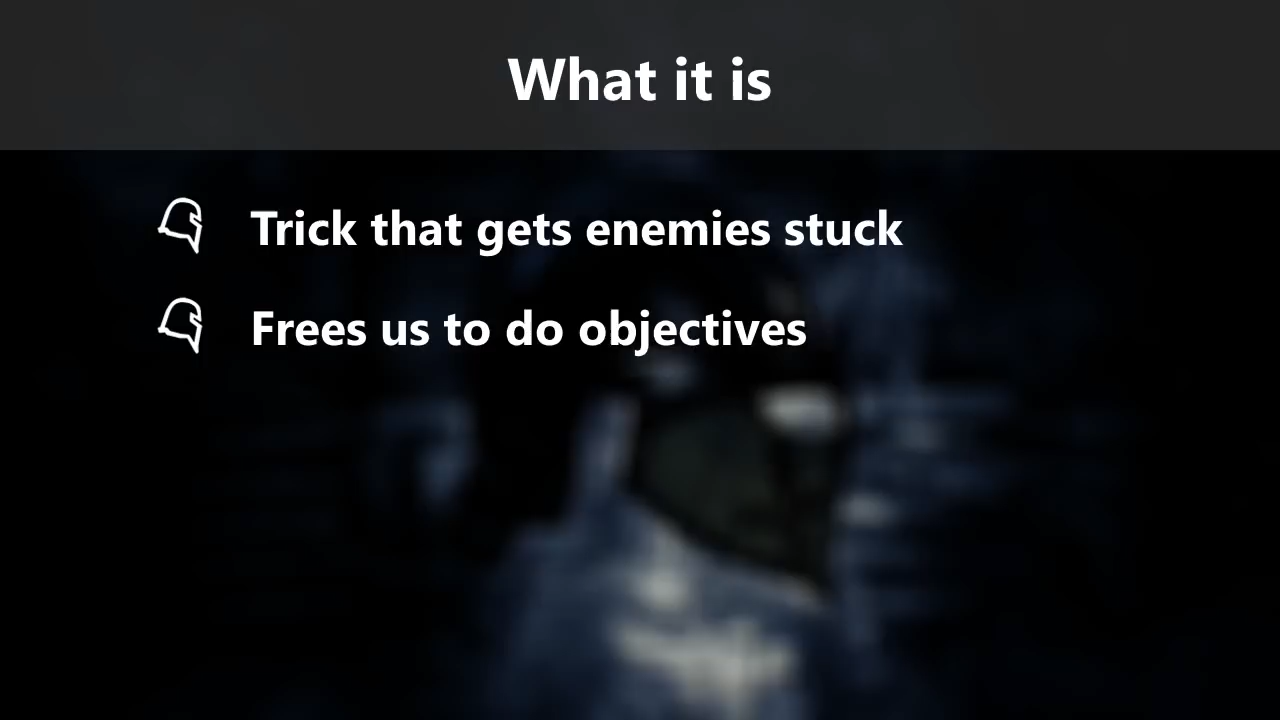 What it is
Trick that gets enemies stuck
Frees us to do objectives